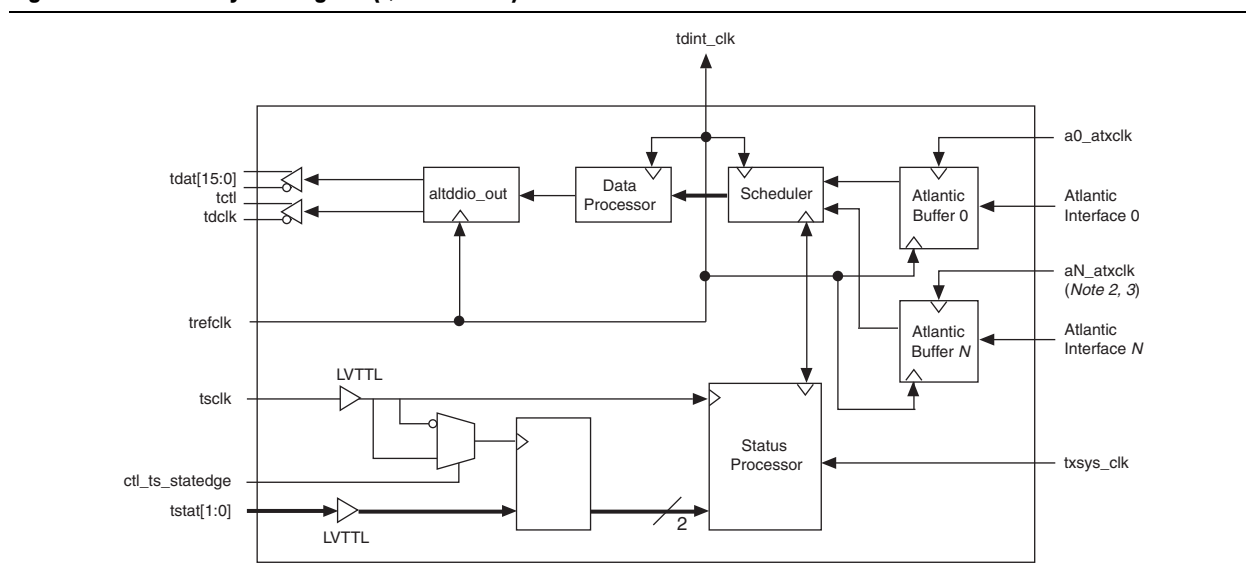 tdint_clk
a0_atxclk
tdat[15:0]
tctl
tdclk
altddio_out
Data
Processor
Scheduler
Atlantic
Buffer 0
Atlantic
Interface 0
aN_atxclk
(Note 2, 3)
trefclk
Atlantic
Buffer N
Atlantic
Interface N
LVTTL
tsclk
Status
Processor
txsys_clk
ctl_ts_statedge
tstat[1:0]
2
LVTTL